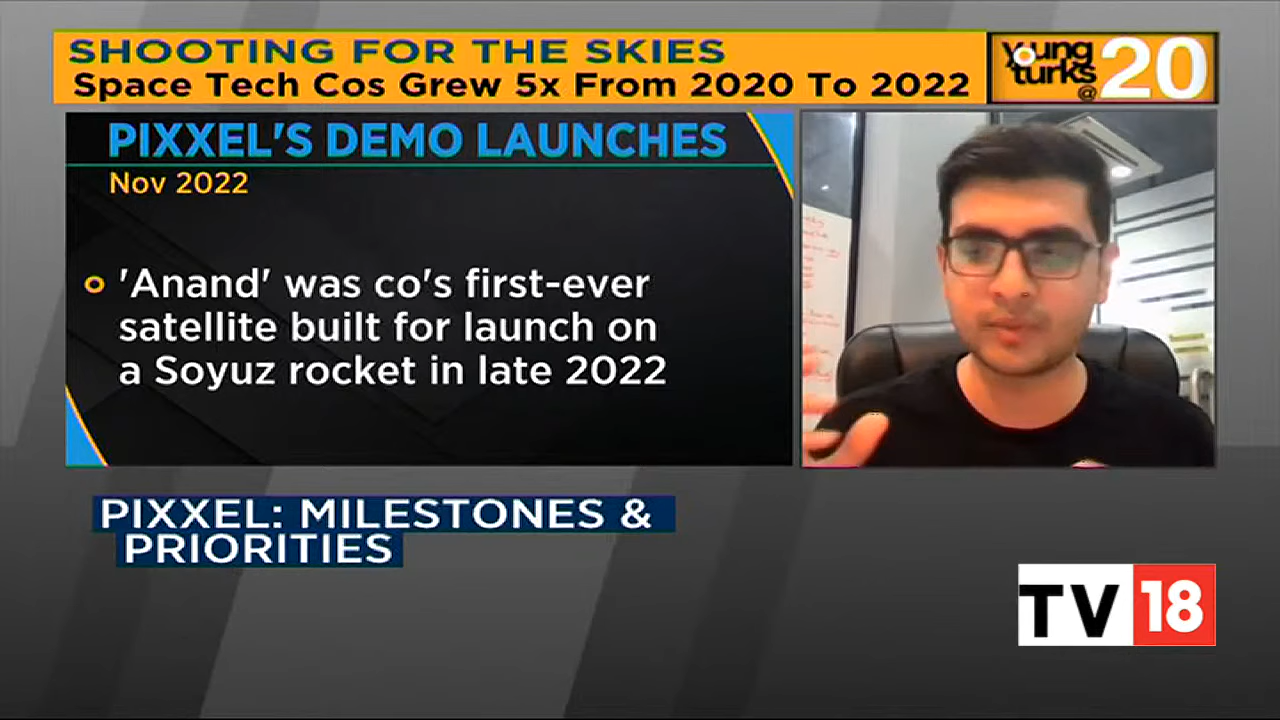 SHOOTING FOR THE SKIES
Space Tech Cos Grew 5x From 2020 To 2022
young
turks
@
20
PIXXEL'S DEMO LAUNCHES
Nov 2022
'Anand' was co's first-ever
satellite built for launch on
a Soyuz rocket in late 2022
PIXXEL: MILESTONES &
PRIORITIES
TV18